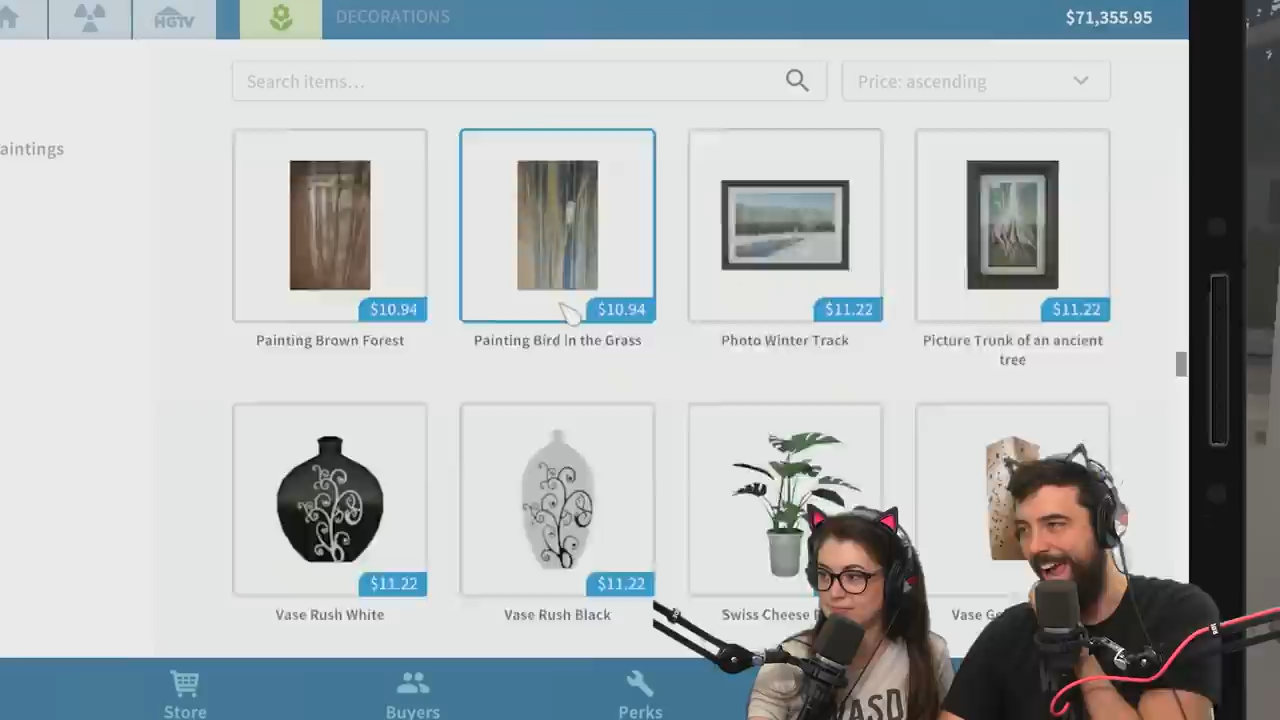 HGTV
DECORATIONS
$71,355.95
Search items...
Price: ascending
aintings
$10.94
$10.94
$11.22
$11.22
Painting Brown Forest
Painting Bird in the Grass
Photo Winter Track
Picture Trunk of an ancient
tree
$11.22
$11.22
Vase Rush White
Vase Rush Black
Swiss Cheese
Vase
Store
Buyers
Perks